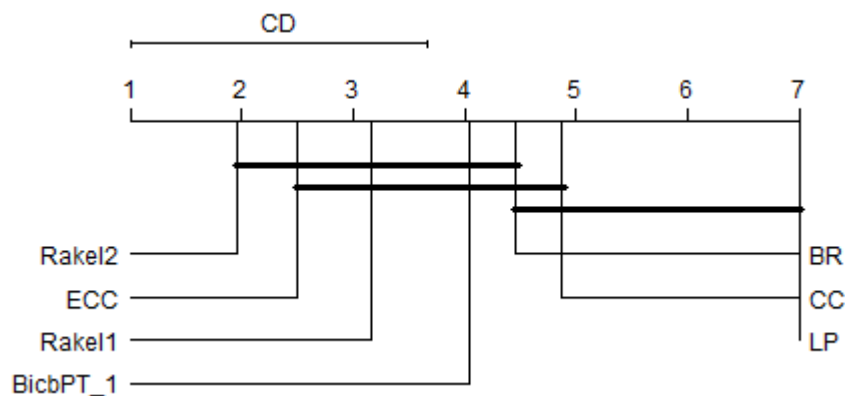 CD
1 2 3 4 5 6 7
Rakel2 BR
ECC CC
Rakel1 LP
BicbPT_1